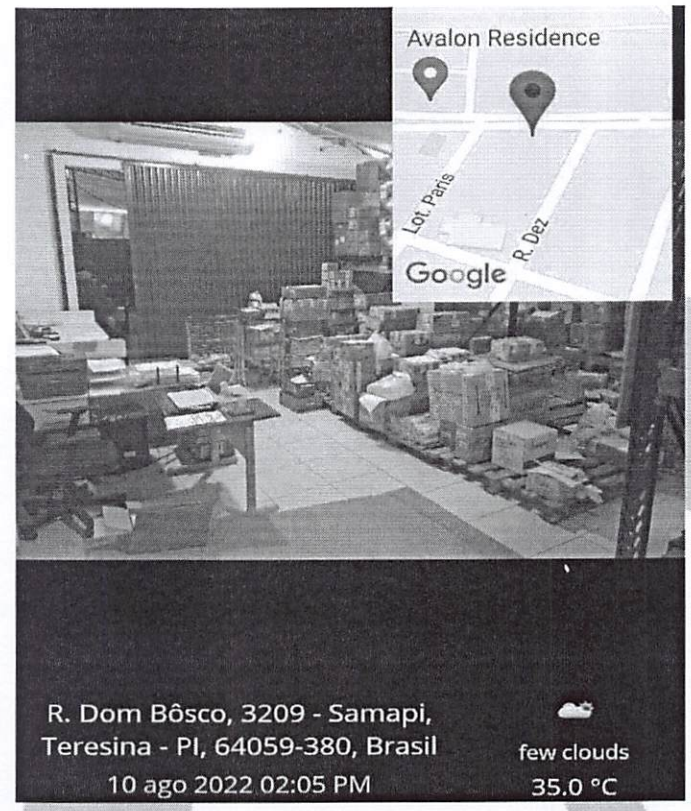 Avalon Residence
Lot. Paris
R. Dez
Google
R. Dom Bôsco, 3209 - Samapi,
Teresina - PI, 64059-380, Brasil
10 ago 2022 02:05 PM
few clouds
35.0 °C